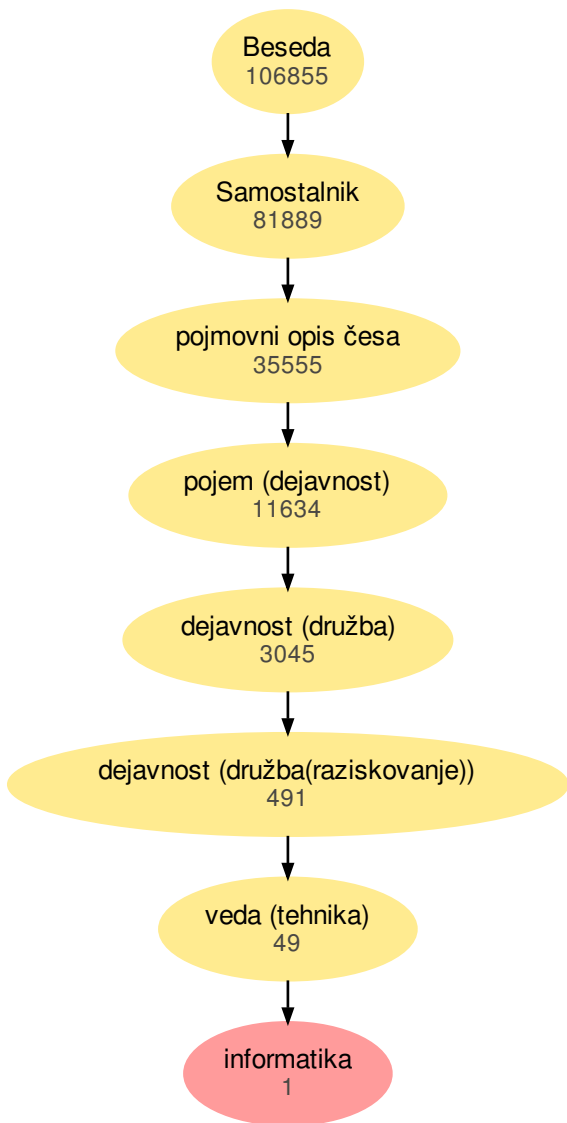 Beseda
106855
Samostalnik
81889
pojmovni opis česa
35555
pojem (dejavnost)
11634
dejavnost (družba)
3045
dejavnost (družba(raziskovanje))
491
veda (tehnika)
49
informatika
1